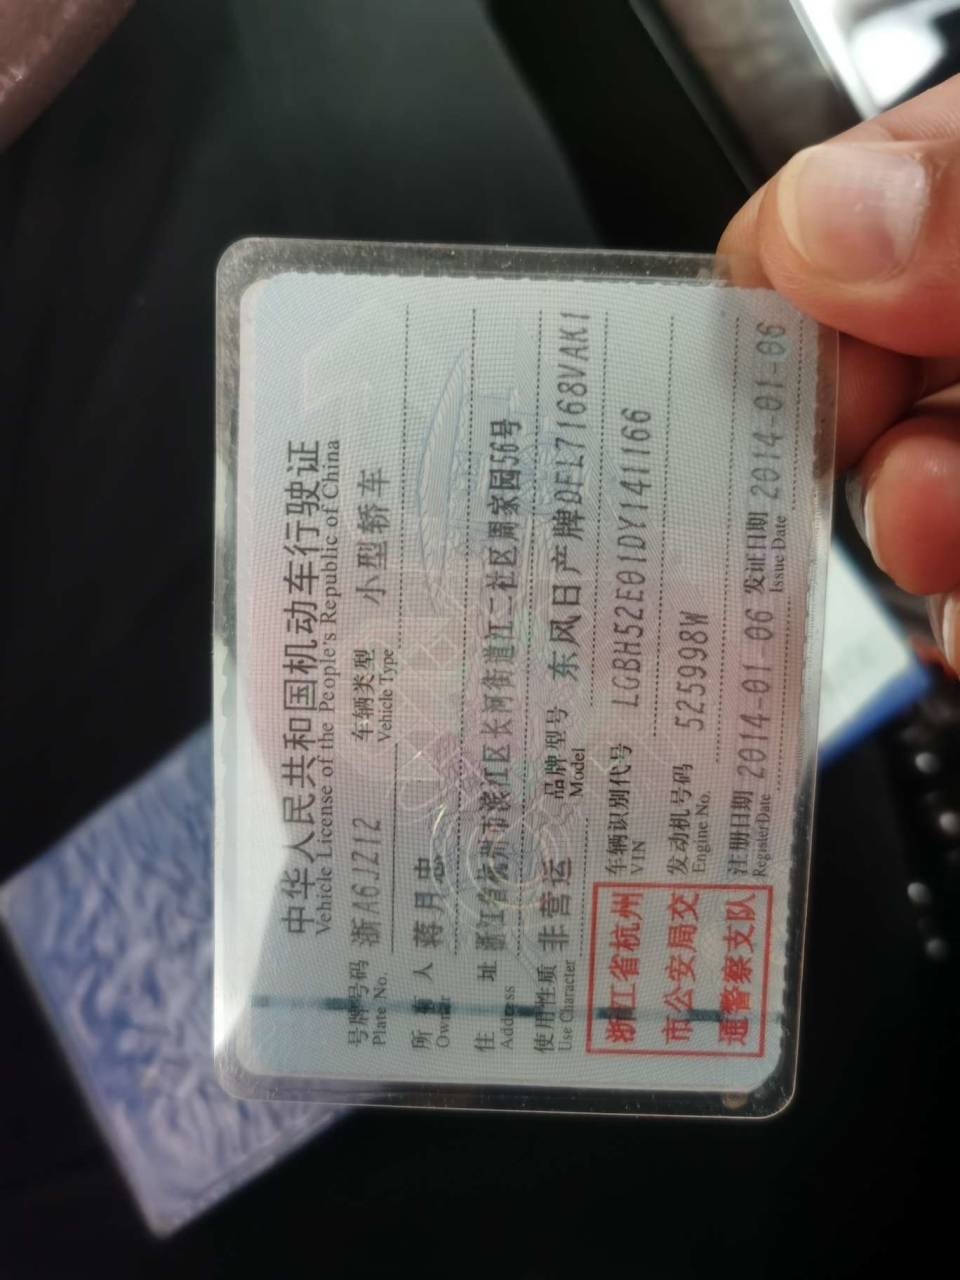 中华人民共和国机动车行驶证
Vehicle License of the People's Republic of China
号牌号码 浙A6J212 车辆类型 小型轿车
Plate No. Vehicle Type
所有人 蒋月忠
Owner
住址 浙江省杭州市滨江区长河街道江仁社区周家园56号
Address
使用性质 非营运 品牌型号 东风日产牌DFL7168VAK1
Use Character Model
浙江省杭州
市公安局交
通警察支队
车辆识别代号 LGBH52E01DY141166
VIN
发动机号码 525998W
Engine No.
注册日期 2014-01-06 发证日期 2014-01-06
Register Date Issue Date